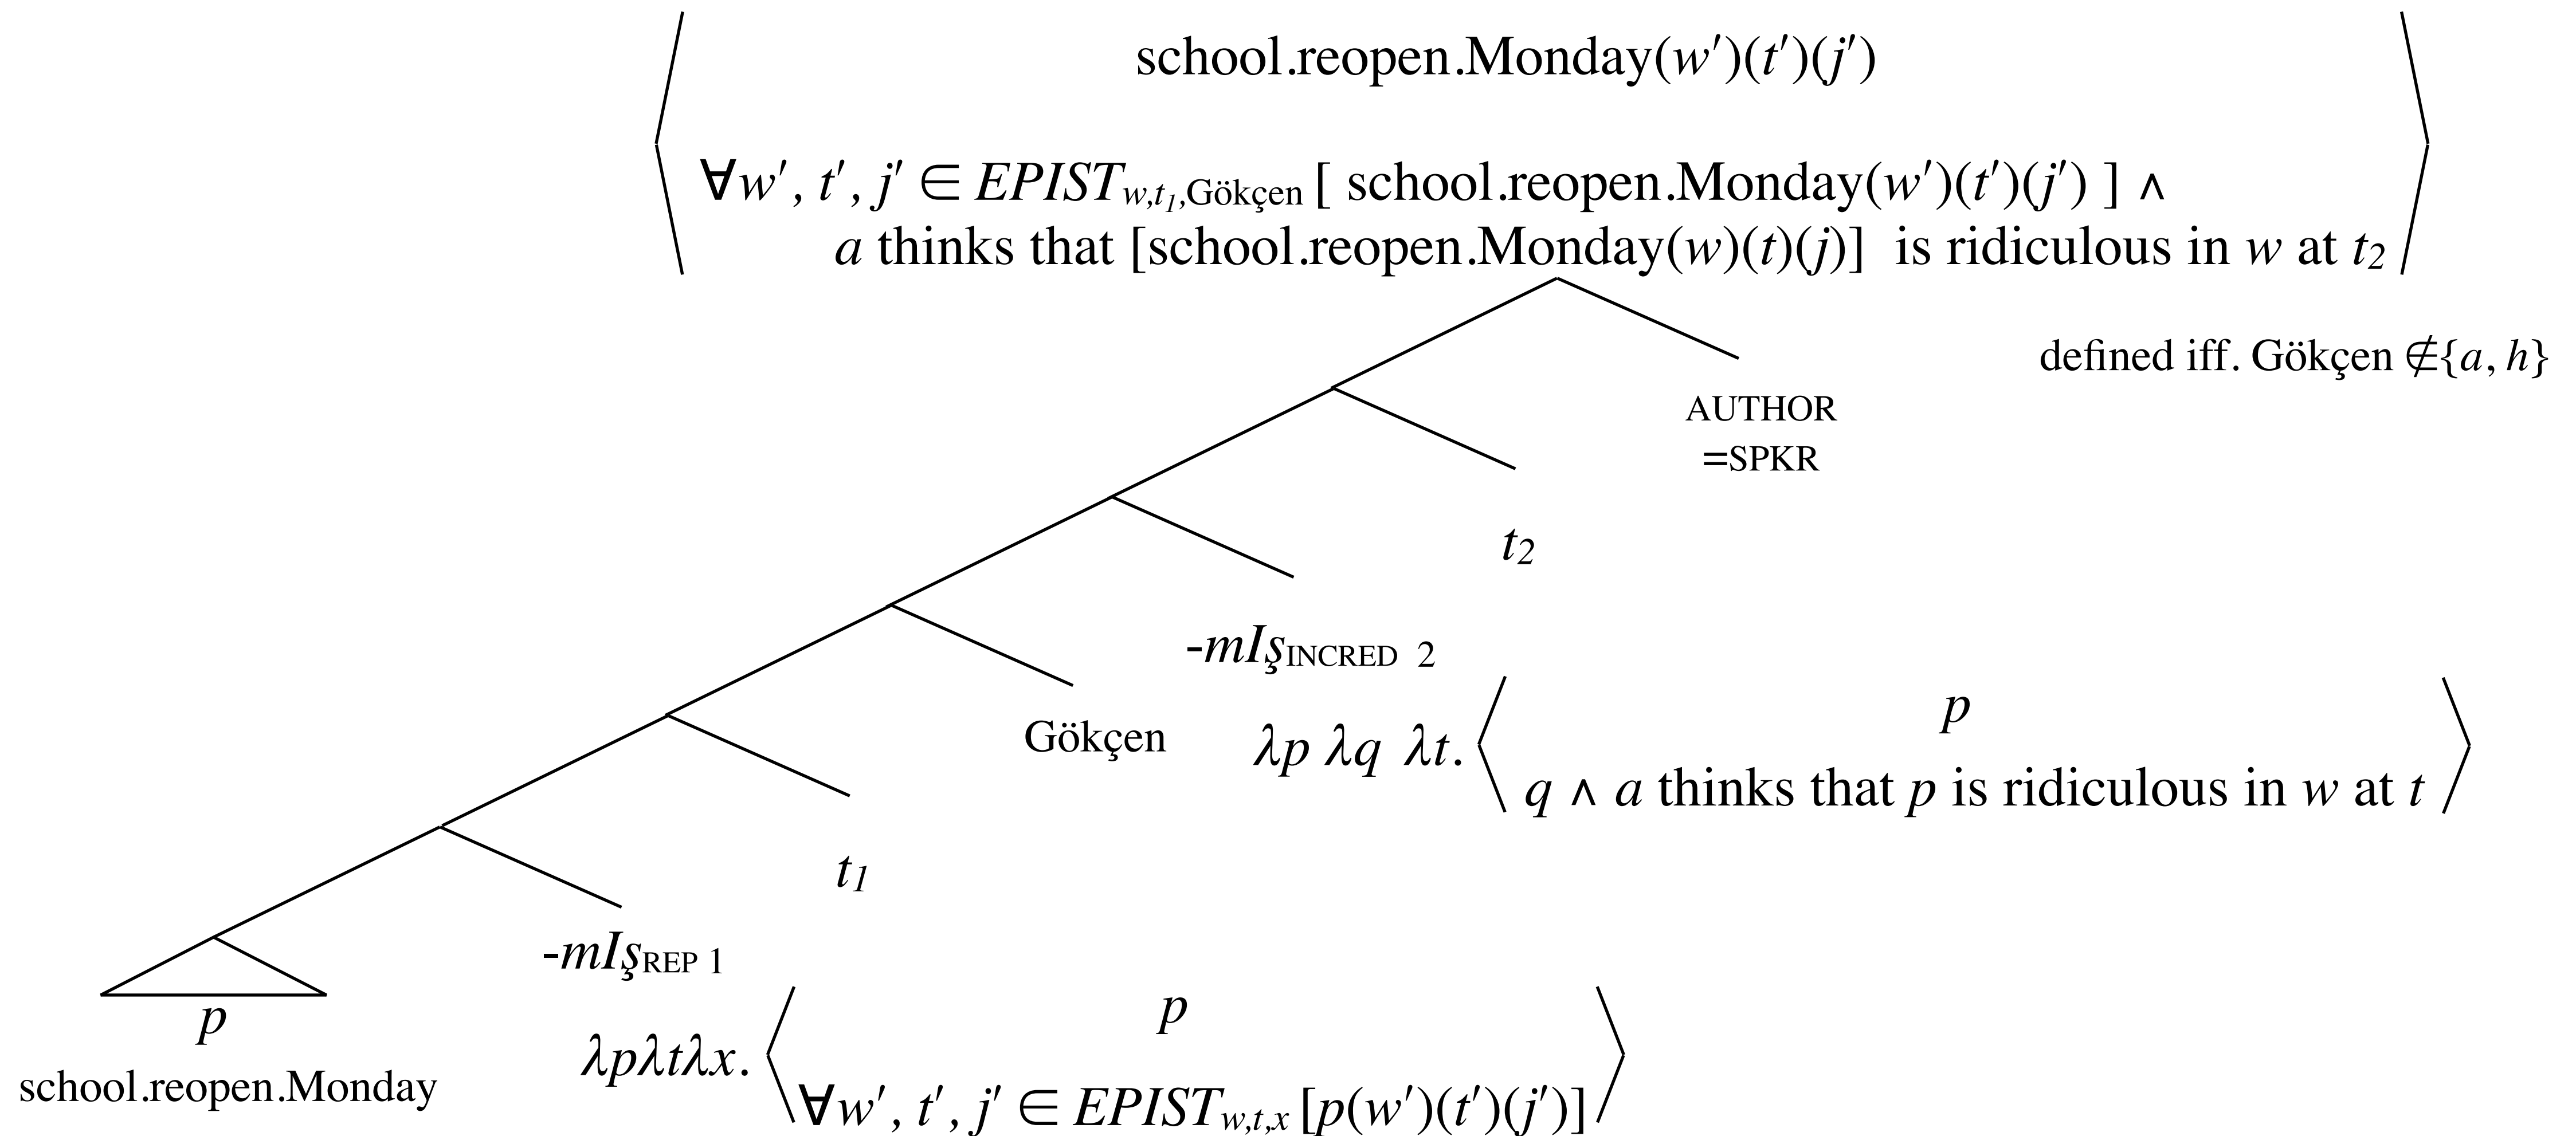 school.reopen.Monday(w′)(t′)(j′)
∀w′, t′, j′ ∈ EPIST_{w,t₁,Gökçen} [ school.reopen.Monday(w′)(t′)(j′) ] ∧
a thinks that [school.reopen.Monday(w)(t)(j)] is ridiculous in w at t₂
defined iff. Gökçen ∉{a, h}
AUTHOR
=SPKR
t₂
-mIş_{INCRED 2}
λp λq λt.
p
q ∧ a thinks that p is ridiculous in w at t
Gökçen
t₁
-mIş_{REP 1}
λpλtλx.
p
∀w′, t′, j′ ∈ EPIST_{w,t,x} [p(w′)(t′)(j′)]
p
school.reopen.Monday